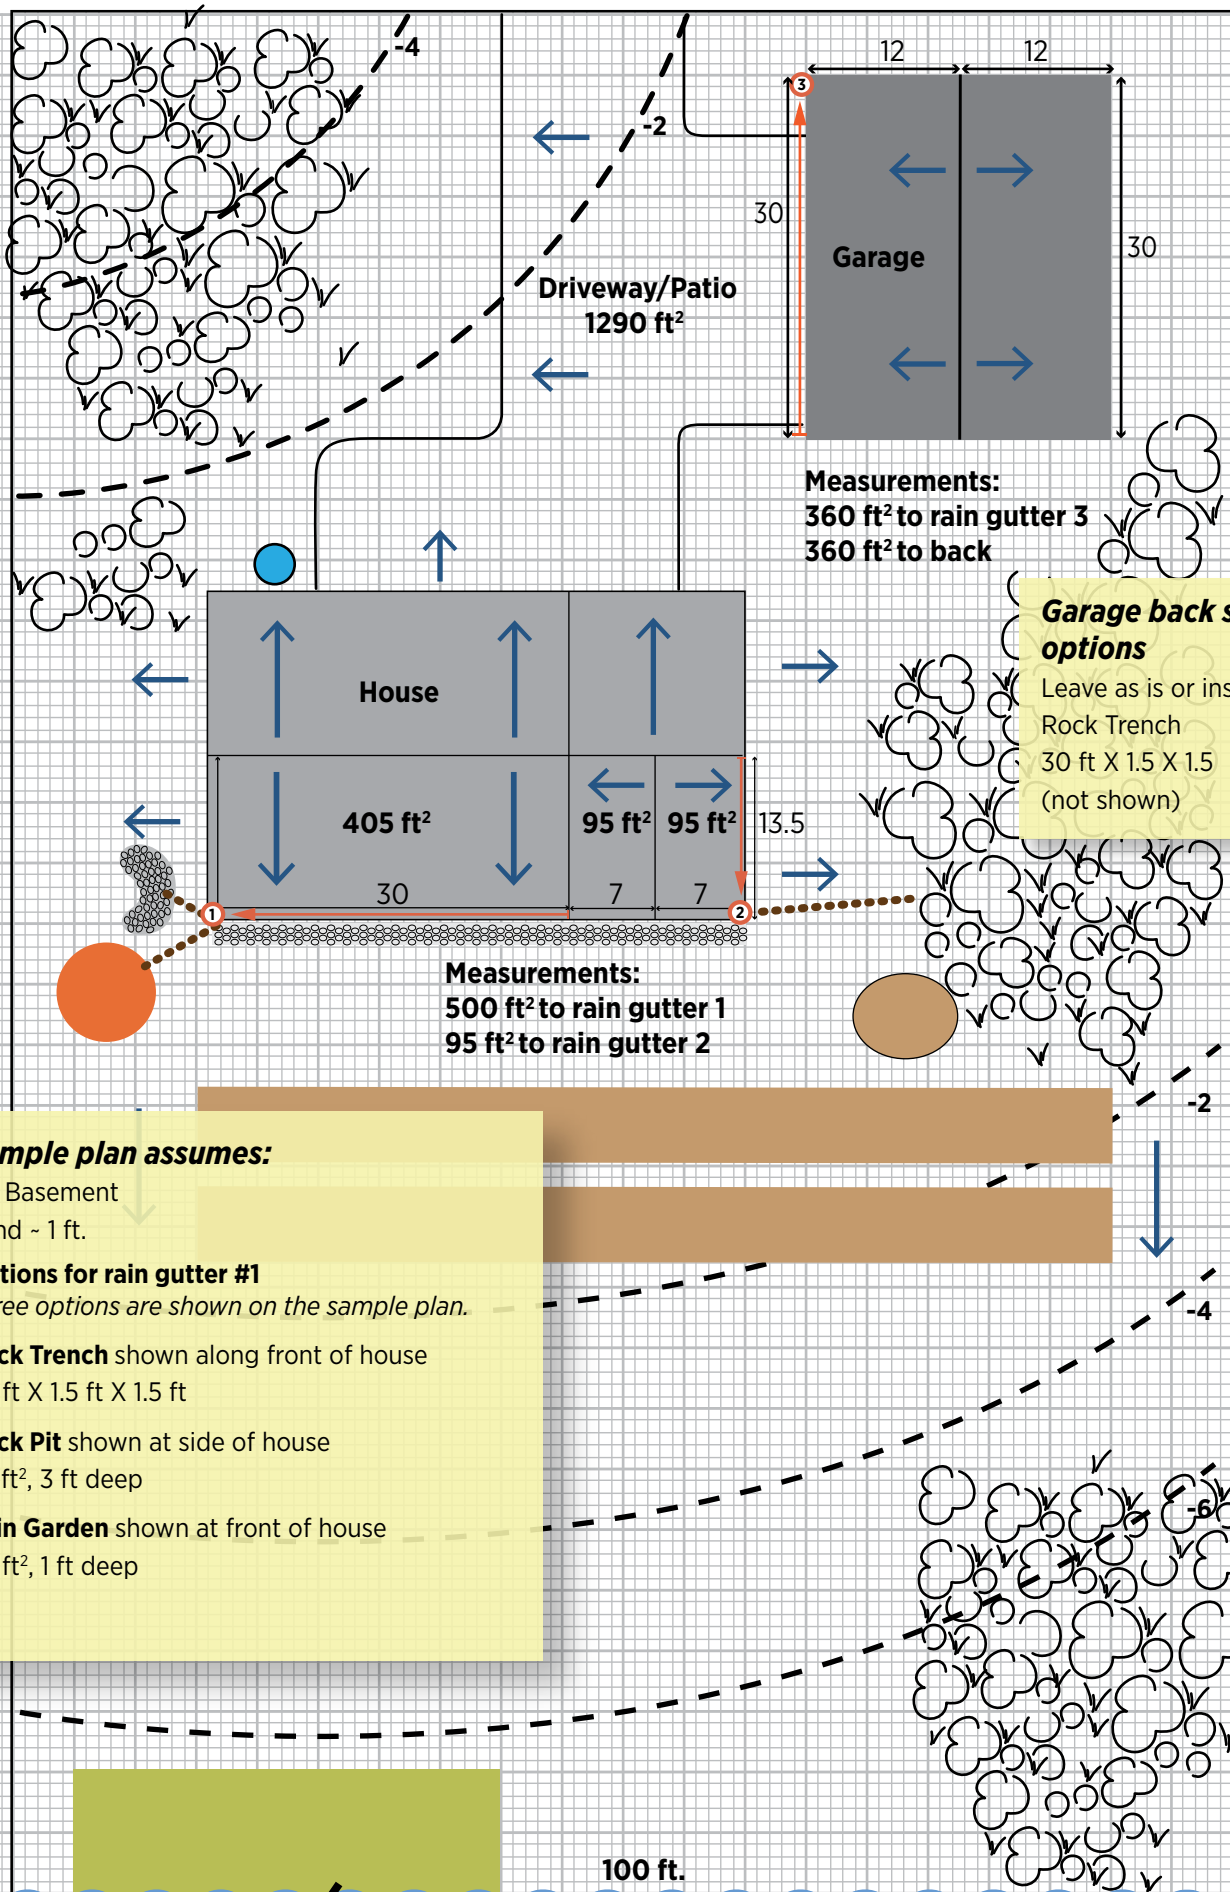 -4
12
12
3
-2
30
Garage
30
Driveway/Patio
1290 ft²
Measurements:
360 ft² to rain gutter 3
360 ft² to back
Garage back s
options
Leave as is or ins
Rock Trench
30 ft X 1.5 X 1.5
(not shown)
House
405 ft²
95 ft²
95 ft²
13.5
30
7
7
1
2
Measurements:
500 ft² to rain gutter 1
95 ft² to rain gutter 2
-2
mple plan assumes:
Basement
nd ~ 1 ft.
tions for rain gutter #1
ree options are shown on the sample plan.
ck Trench shown along front of house
ft X 1.5 ft X 1.5 ft
ck Pit shown at side of house
ft², 3 ft deep
in Garden shown at front of house
ft², 1 ft deep
-4
-6
100 ft.